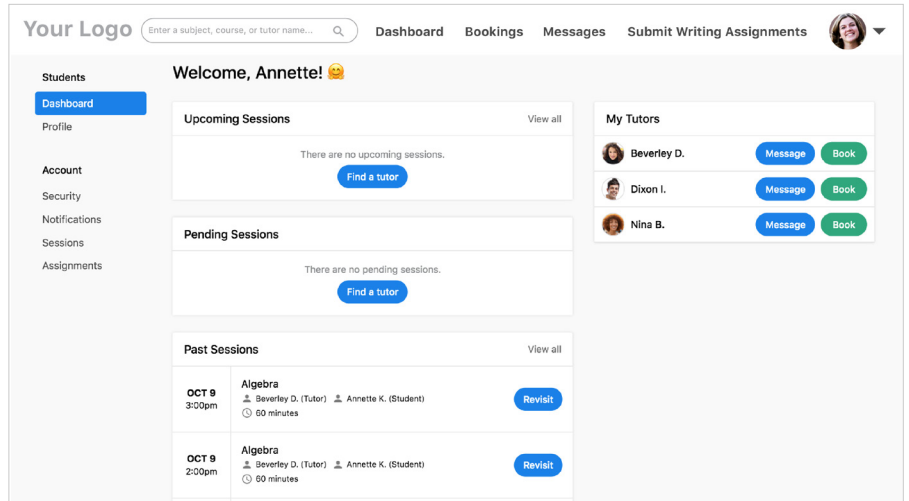 Your Logo
Enter a subject, course, or tutor name...
Dashboard Bookings Messages Submit Writing Assignments
Students
Dashboard
Profile
Account
Security
Notifications
Sessions
Assignments
Welcome, Annette! 🤗
Upcoming Sessions View all
There are no upcoming sessions.
Find a tutor
Pending Sessions
There are no pending sessions.
Find a tutor
Past Sessions View all
OCT 9
3:00pm
Algebra
Beverley D. (Tutor) Annette K. (Student)
60 minutes
Revisit
OCT 9
2:00pm
Algebra
Beverley D. (Tutor) Annette K. (Student)
60 minutes
Revisit
My Tutors
Beverley D. Message Book
Dixon I. Message Book
Nina B. Message Book